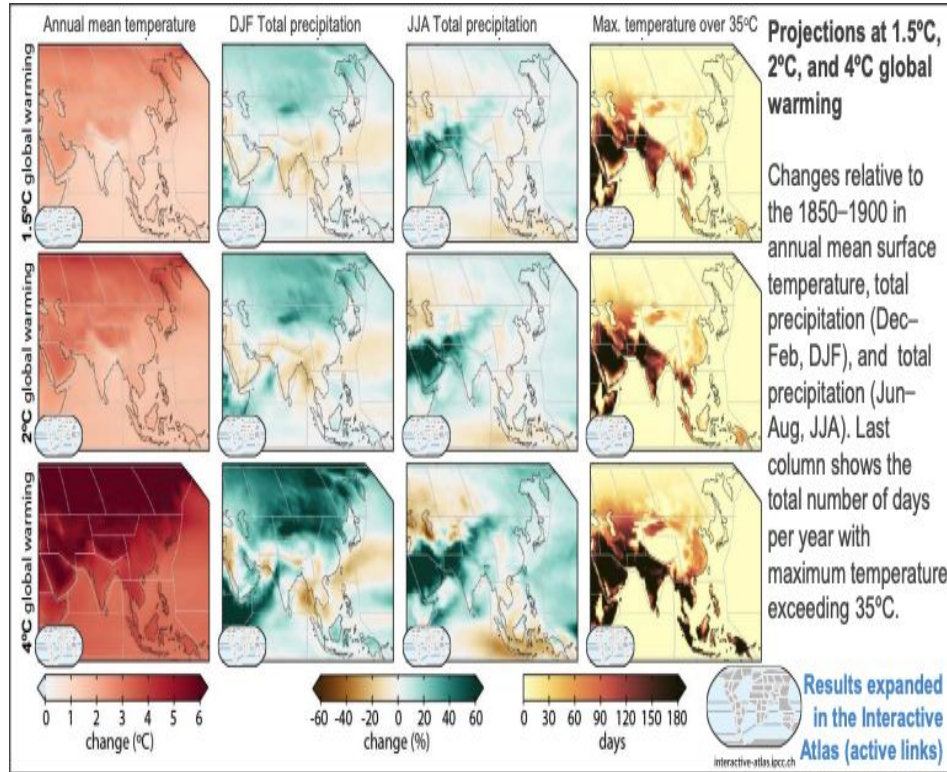 Annual mean temperature
DJF Total precipitation
JJA Total precipitation
Max. temperature over 35ºC
1.5ºC global warming
2ºC global warming
4ºC global warming
0 1 2 3 4 5 6
change (ºC)
-60 -40 -20 0 20 40 60
change (%)
0 30 60 90 120 150 180
days
Projections at 1.5ºC,
2ºC, and 4ºC global
warming
Changes relative to
the 1850–1900 in
annual mean surface
temperature, total
precipitation (Dec–
Feb, DJF), and total
precipitation (Jun–
Aug, JJA). Last
column shows the
total number of days
per year with
maximum temperature
exceeding 35ºC.
interactive-atlas.ipcc.ch
Results expanded
in the Interactive
Atlas (active links)